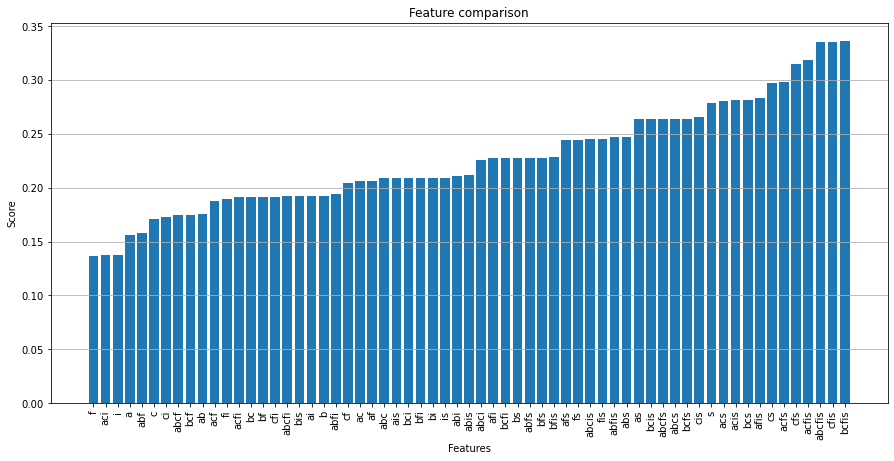 Feature comparison
0.35
0.30
0.25
0.20
0.15
0.10
0.05
0.00
Score
f aci i a abf c ci abcf bcf ab acf fi acfi bc bf cfi abcfi bis ai b abfi cf ac af abc ais bci bfi bi is abi abis abci afi bcfi bs abfs bfs bfis afs fs abcis fis abfis abs as bcis abcfs abcs bcfs cis s acs acis bcs afis cs acfs cfs acfis abcfis cfis bcfis
Features